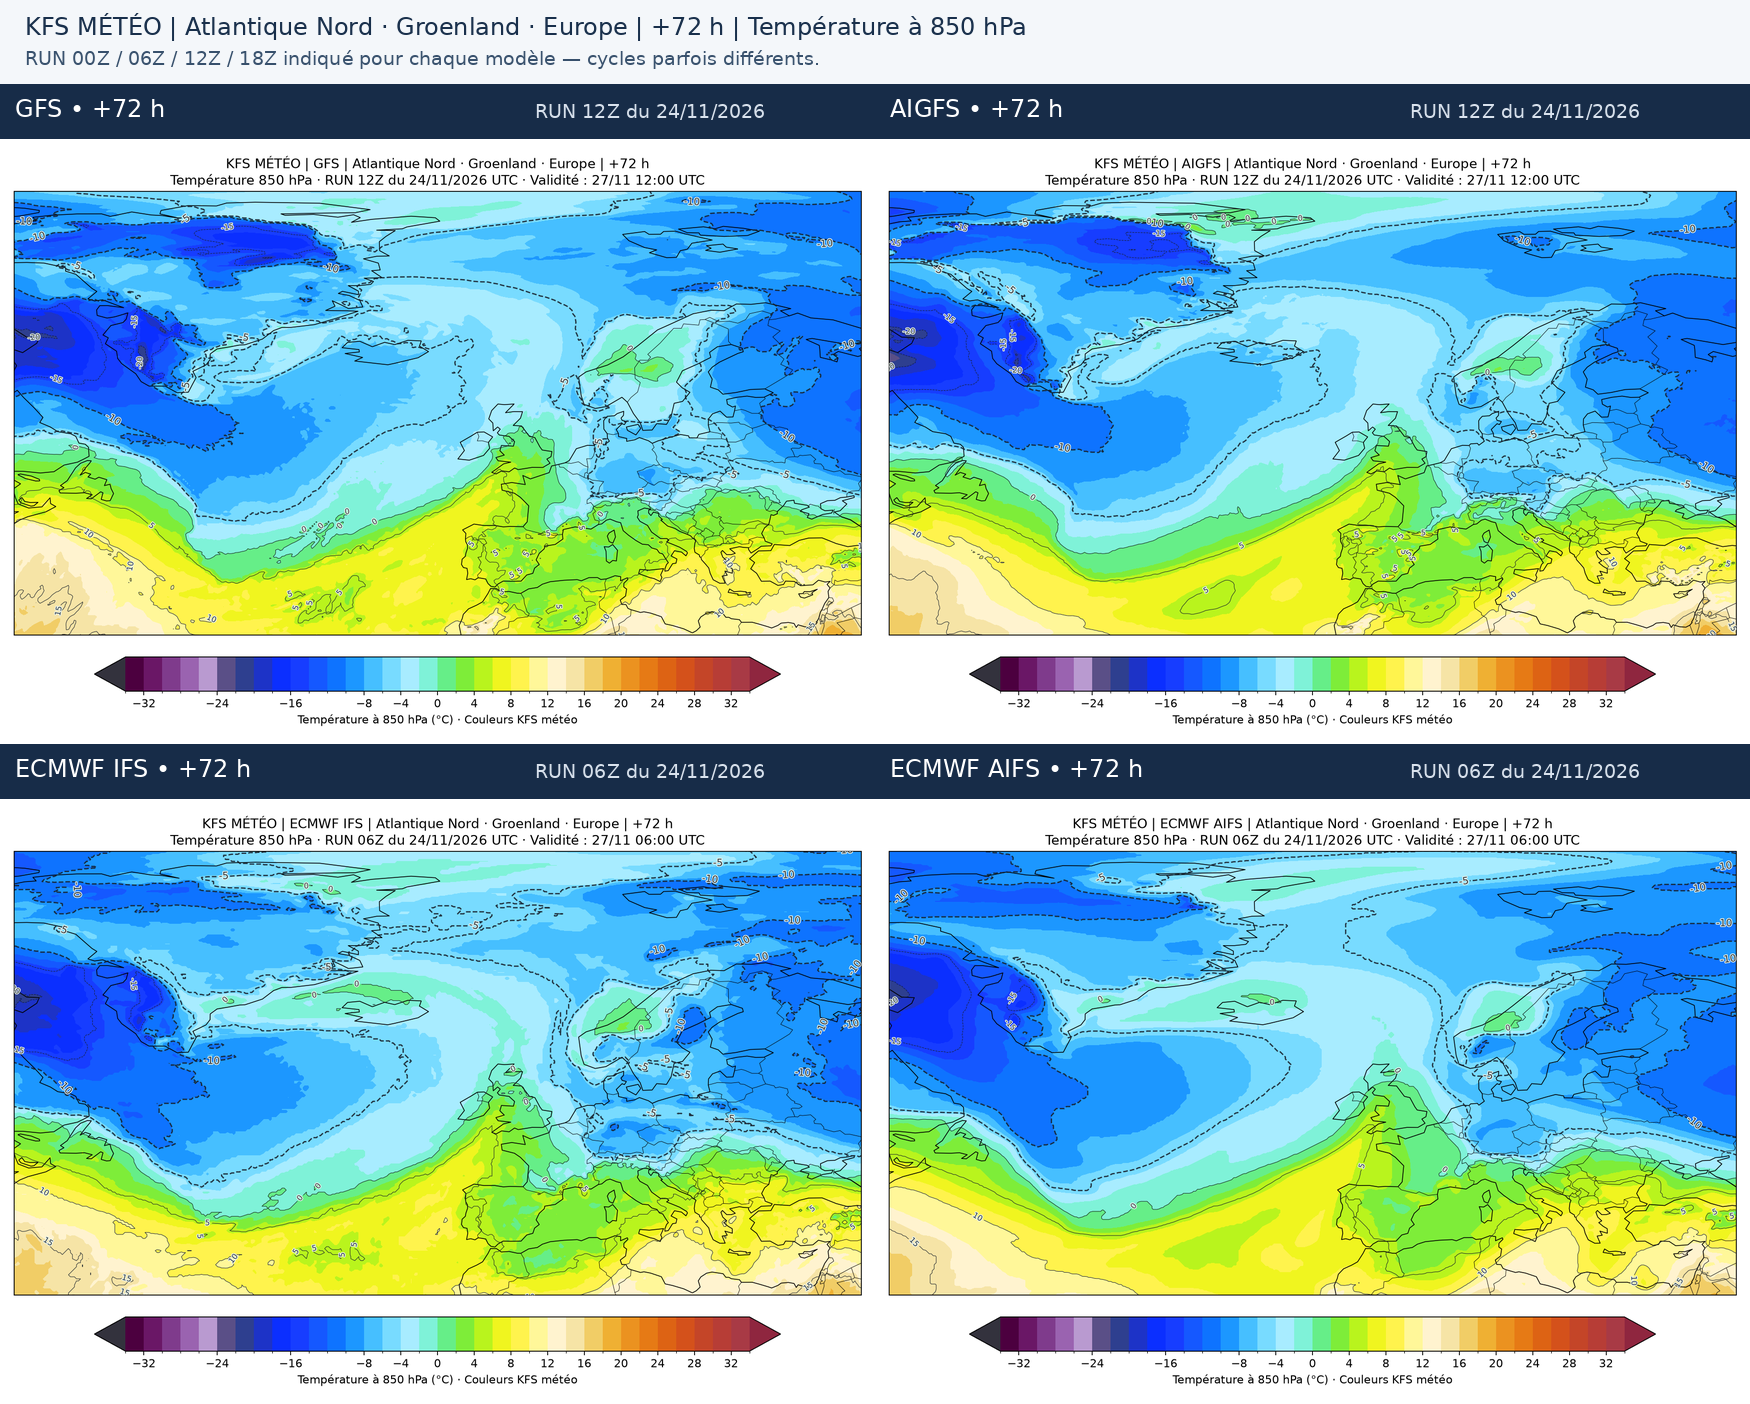 KFS MÉTÉO | Atlantique Nord · Groenland · Europe | +72 h | Température à 850 hPa
RUN 00Z / 06Z / 12Z / 18Z indiqué pour chaque modèle — cycles parfois différents.
GFS • +72 h
RUN 12Z du 24/11/2026
KFS MÉTÉO | GFS | Atlantique Nord · Groenland · Europe | +72 h
Température 850 hPa · RUN 12Z du 24/11/2026 UTC · Validité : 27/11 12:00 UTC
−32 −24 −16 −8 −4 0 4 8 12 16 20 24 28 32
Température à 850 hPa (°C) · Couleurs KFS météo
AIGFS • +72 h
RUN 12Z du 24/11/2026
KFS MÉTÉO | AIGFS | Atlantique Nord · Groenland · Europe | +72 h
Température 850 hPa · RUN 12Z du 24/11/2026 UTC · Validité : 27/11 12:00 UTC
−32 −24 −16 −8 −4 0 4 8 12 16 20 24 28 32
Température à 850 hPa (°C) · Couleurs KFS météo
ECMWF IFS • +72 h
RUN 06Z du 24/11/2026
KFS MÉTÉO | ECMWF IFS | Atlantique Nord · Groenland · Europe | +72 h
Température 850 hPa · RUN 06Z du 24/11/2026 UTC · Validité : 27/11 06:00 UTC
−32 −24 −16 −8 −4 0 4 8 12 16 20 24 28 32
Température à 850 hPa (°C) · Couleurs KFS météo
ECMWF AIFS • +72 h
RUN 06Z du 24/11/2026
KFS MÉTÉO | ECMWF AIFS | Atlantique Nord · Groenland · Europe | +72 h
Température 850 hPa · RUN 06Z du 24/11/2026 UTC · Validité : 27/11 06:00 UTC
−32 −24 −16 −8 −4 0 4 8 12 16 20 24 28 32
Température à 850 hPa (°C) · Couleurs KFS météo